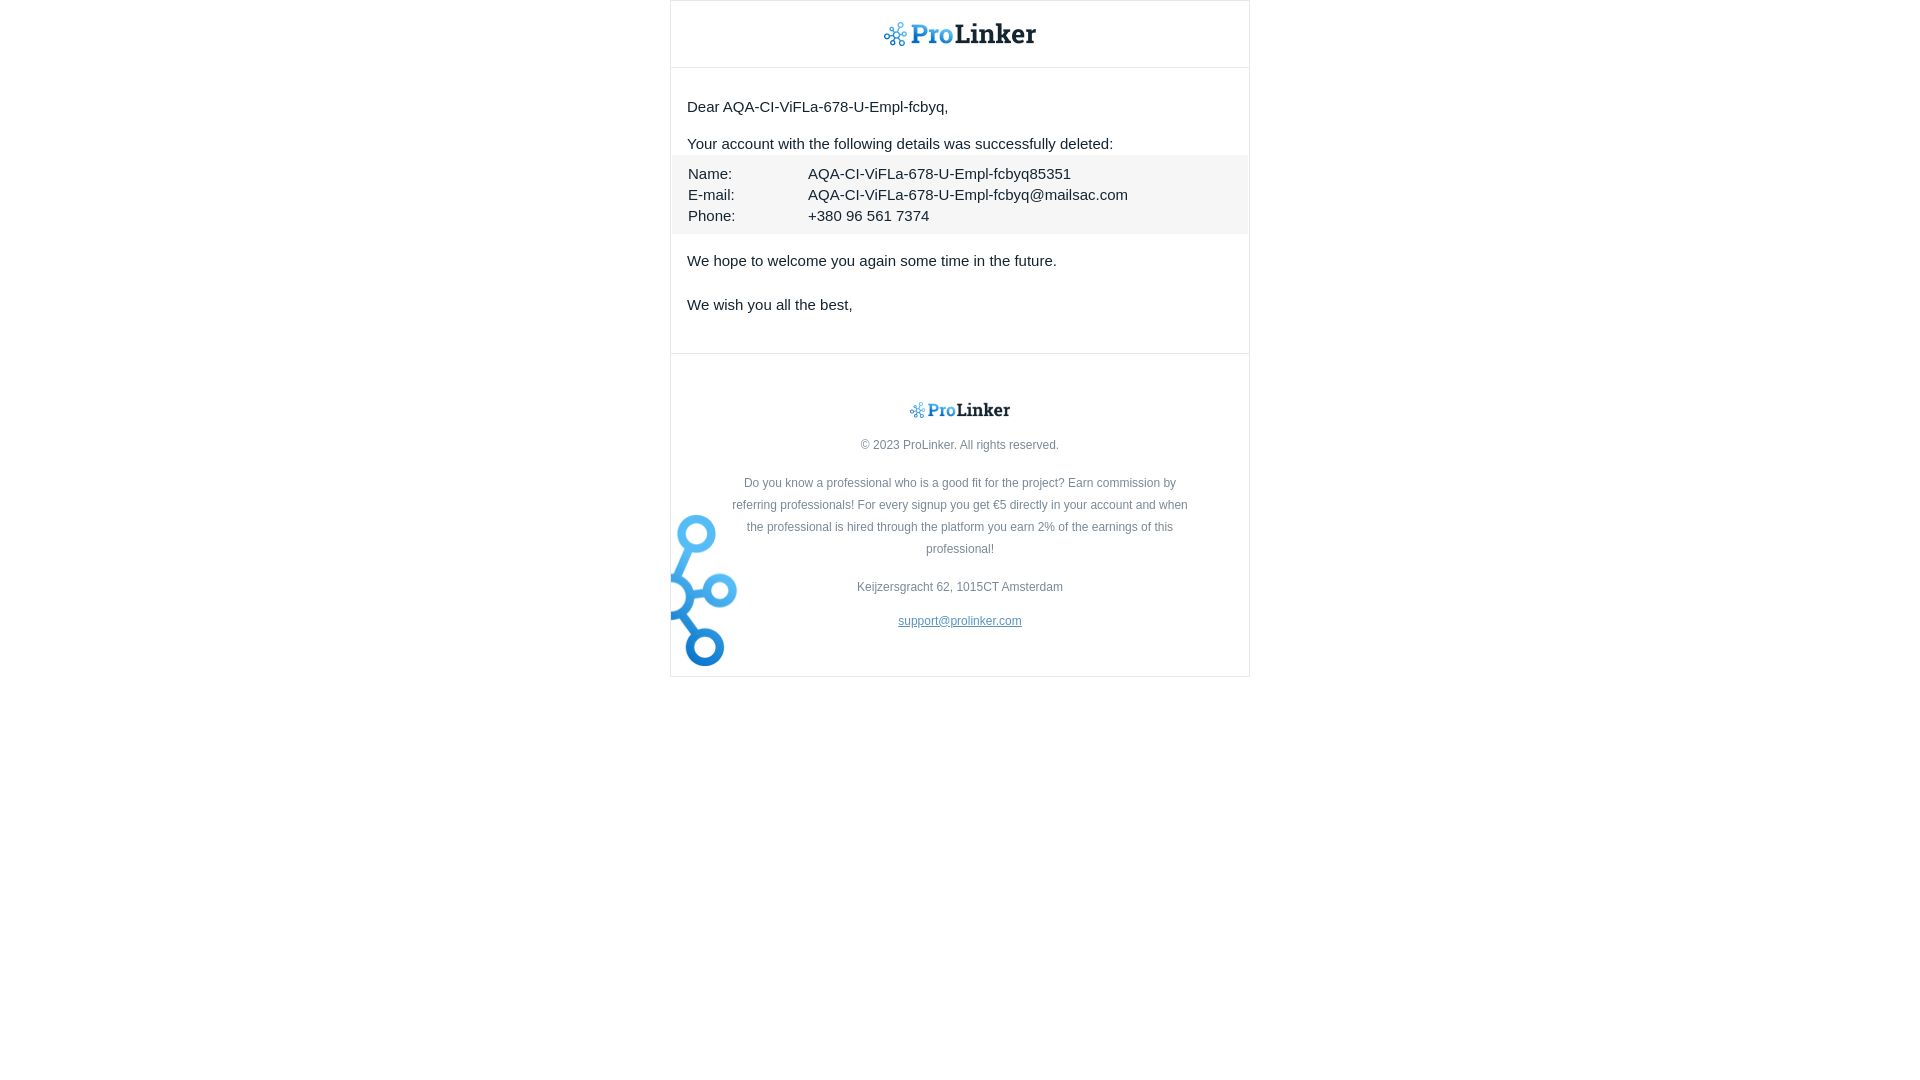 ProLinker
Dear AQA-CI-ViFLa-678-U-Empl-fcbyq,
Your account with the following details was successfully deleted:
Name: AQA-CI-ViFLa-678-U-Empl-fcbyq85351
E-mail: AQA-CI-ViFLa-678-U-Empl-fcbyq@mailsac.com
Phone: +380 96 561 7374
We hope to welcome you again some time in the future.
We wish you all the best,
ProLinker
© 2023 ProLinker. All rights reserved.
Do you know a professional who is a good fit for the project? Earn commission by
referring professionals! For every signup you get €5 directly in your account and when
the professional is hired through the platform you earn 2% of the earnings of this
professional!
Keijzersgracht 62, 1015CT Amsterdam
support@prolinker.com